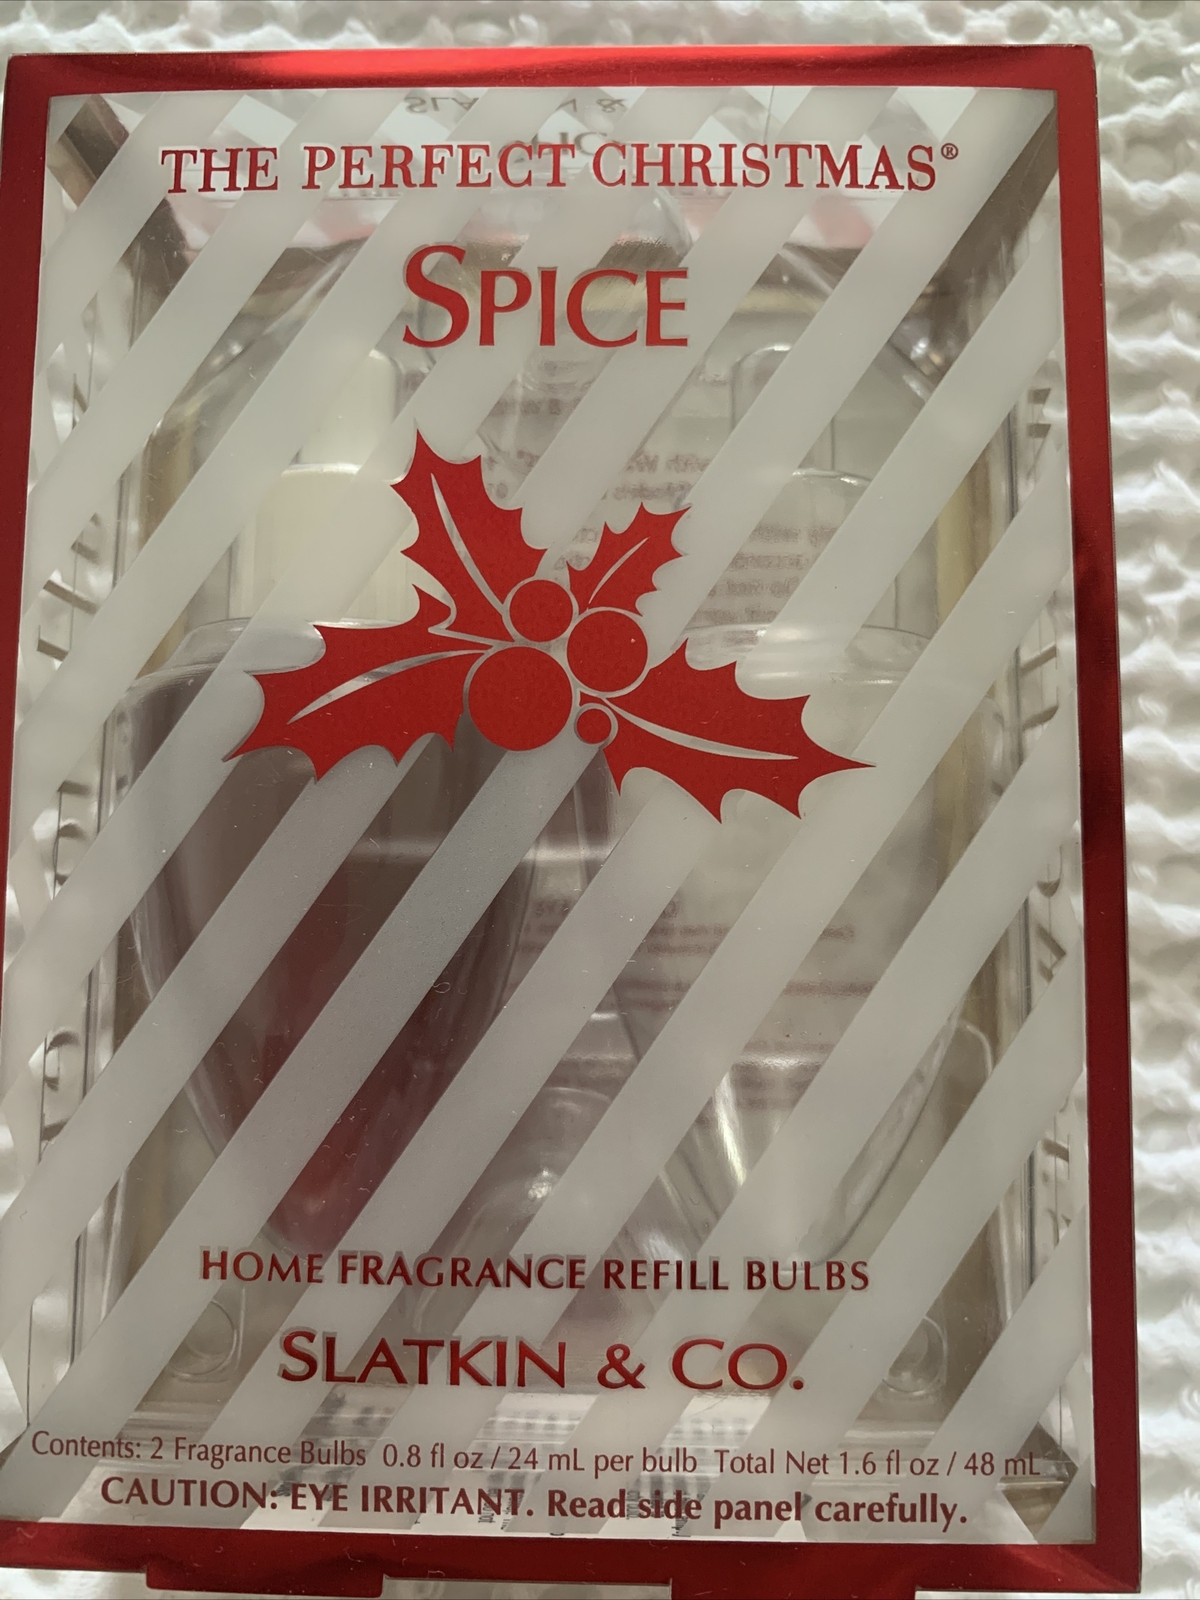 THE PERFECT CHRISTMAS®
SPICE
HOME FRAGRANCE REFILL BULBS
SLATKIN & CO.
Contents: 2 Fragrance Bulbs 0.8 fl oz / 24 mL per bulb Total Net 1.6 fl oz / 48 mL
CAUTION: EYE IRRITANT. Read side panel carefully.